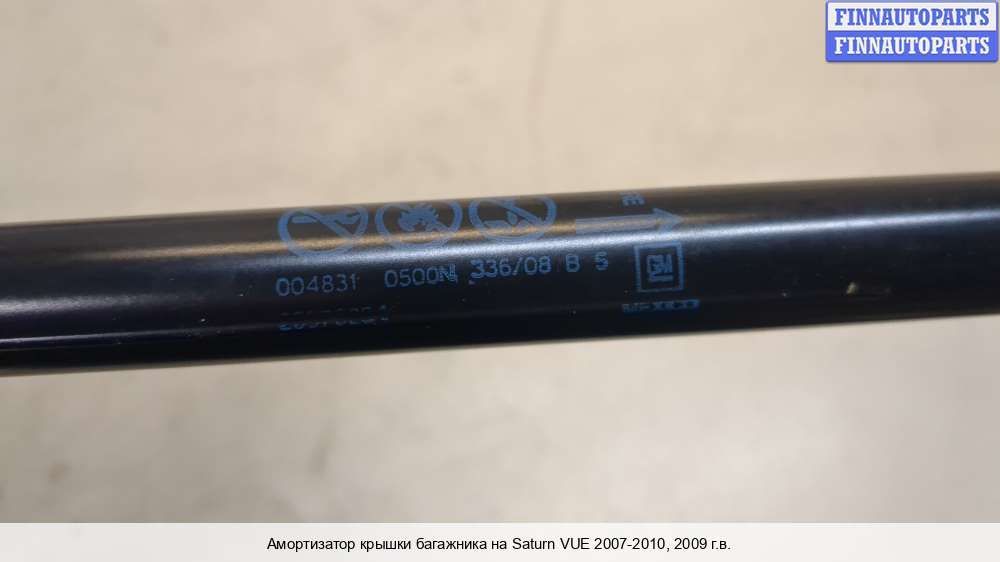 FINNAUTOPARTS
FINNAUTOPARTS
004831 0500N 336/08 B 5
GM
MEXICO
Амортизатор крышки багажника на Saturn VUE 2007-2010, 2009 г.в.